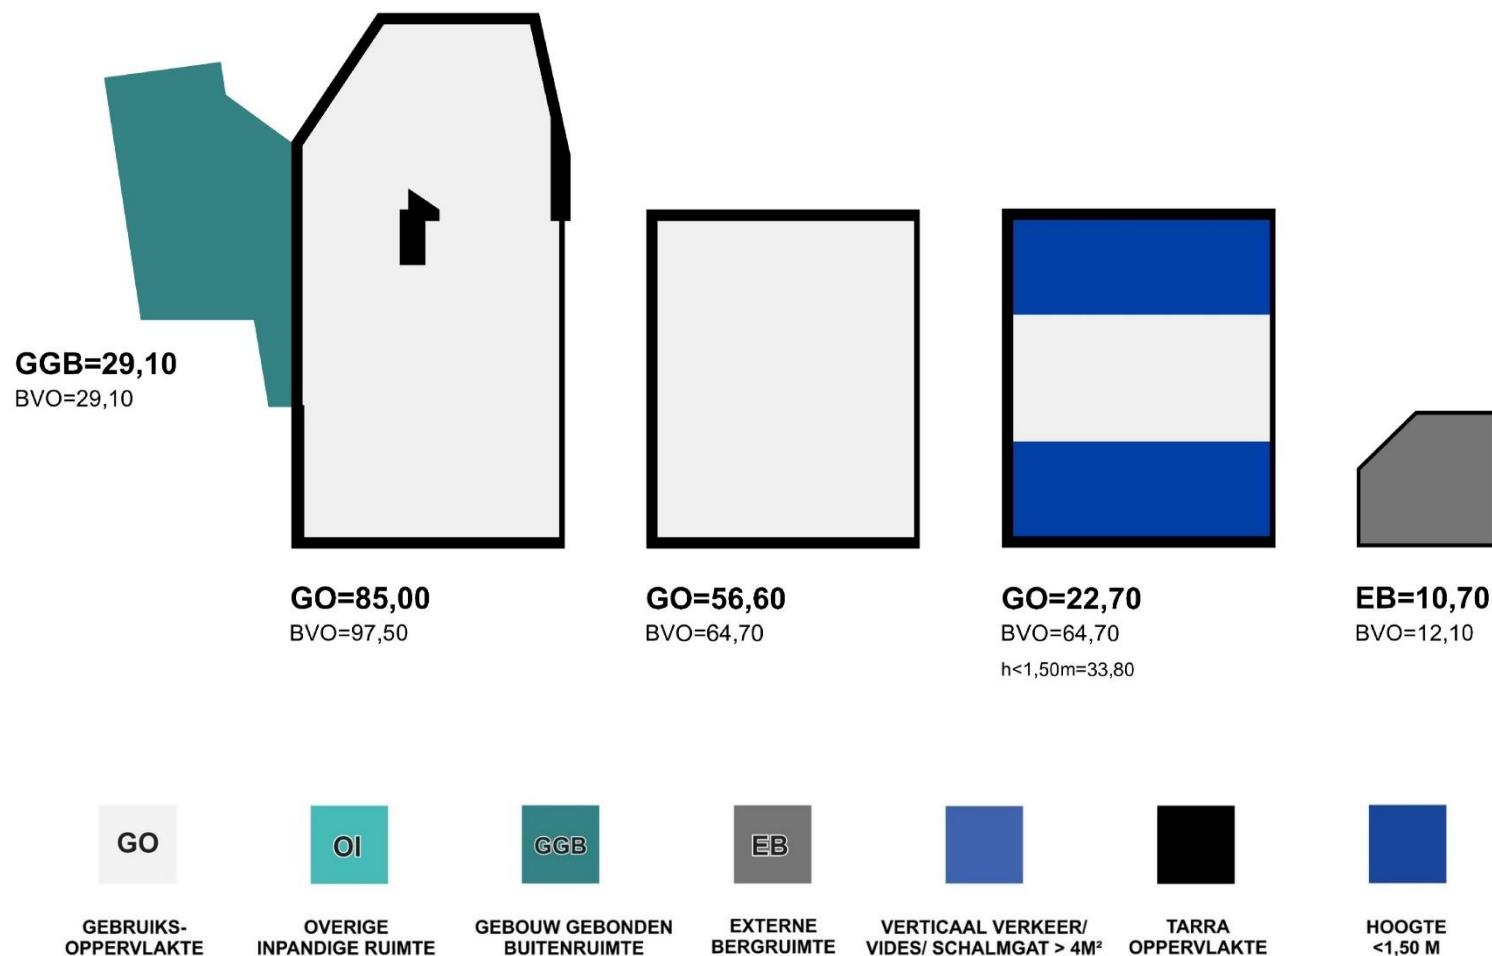 GGB=29,10
BVO=29,10
GO=85,00
BVO=97,50
GO=56,60
BVO=64,70
GO=22,70
BVO=64,70
h<1,50m=33,80
EB=10,70
BVO=12,10
GO
OI
GGB
EB
GEBRUIKS-
OPPERVLAKTE
OVERIGE
INPANDIGE RUIMTE
GEBOUW GEBONDEN
BUITENRUIMTE
EXTERNE
BERGRUIMTE
VERTICAAL VERKEER/
VIDES/ SCHALMGAT > 4M²
TARRA
OPPERVLAKTE
HOOGTE
<1,50 M